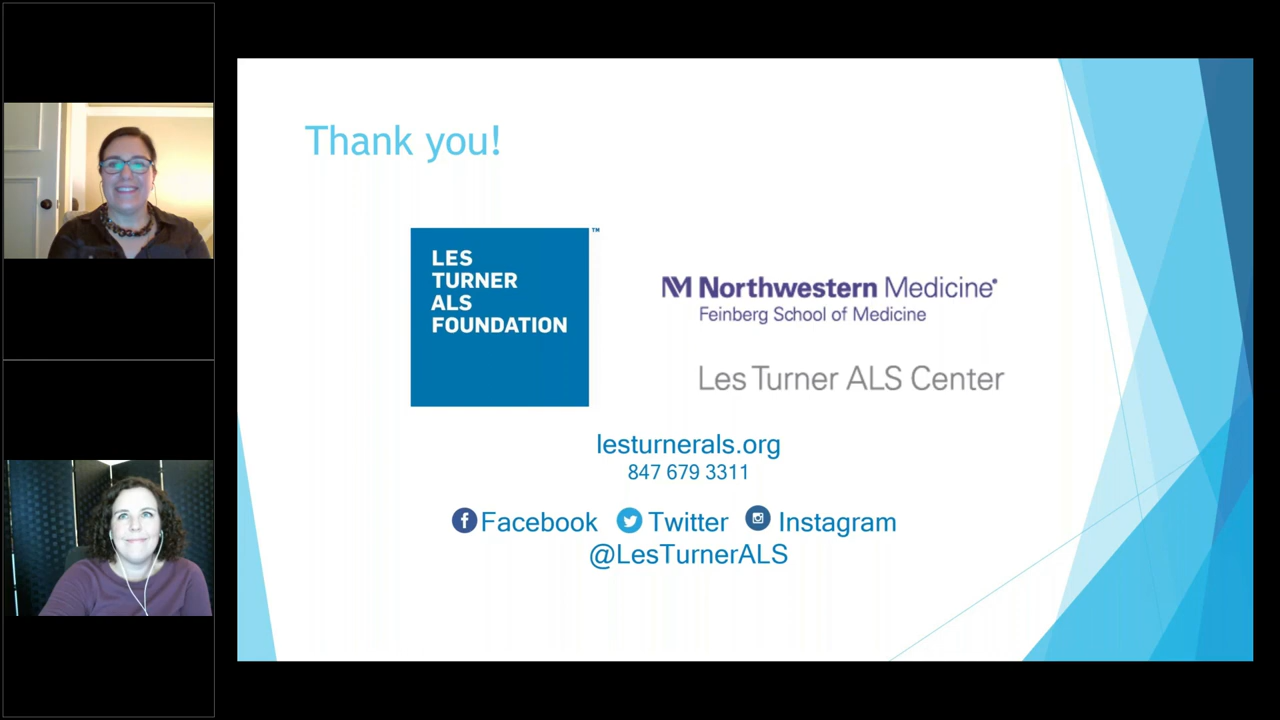 Thank you!
LES
TURNER
ALS
FOUNDATION
™
Northwestern Medicine®
Feinberg School of Medicine
Les Turner ALS Center
lesturnerals.org
847 679 3311
Facebook Twitter Instagram
@LesTurnerALS